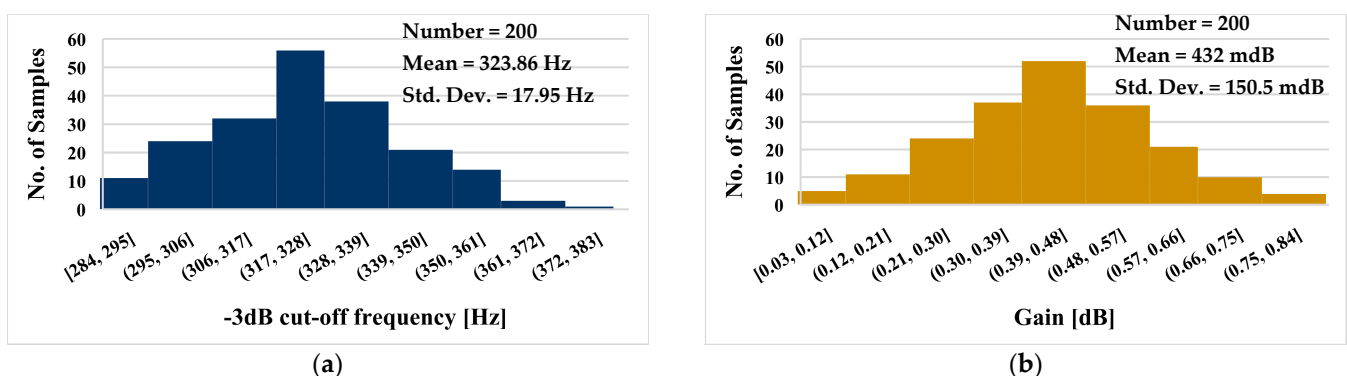 Number = 200
Mean = 323.86 Hz
Std. Dev. = 17.95 Hz
No. of Samples
60
50
40
30
20
10
0
[284, 295]
(295, 306]
(306, 317]
(317, 328]
(328, 339]
(339, 350]
(350, 361]
(361, 372]
(372, 383]
-3dB cut-off frequency [Hz]
(a)
Number = 200
Mean = 432 mdB
Std. Dev. = 150.5 mdB
No. of Samples
60
50
40
30
20
10
0
[0.03, 0.12]
(0.12, 0.21]
(0.21, 0.30]
(0.30, 0.39]
(0.39, 0.48]
(0.48, 0.57]
(0.57, 0.66]
(0.66, 0.75]
(0.75, 0.84]
Gain [dB]
(b)